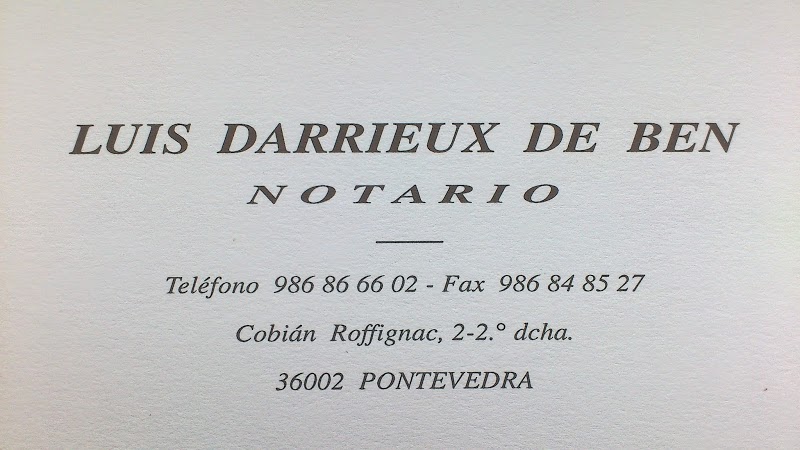 LUIS DARRIEUX DE BEN
NOTARIO
Teléfono 986 86 66 02 - Fax 986 84 85 27
Cobián Roffignac, 2-2.° dcha.
36002 PONTEVEDRA